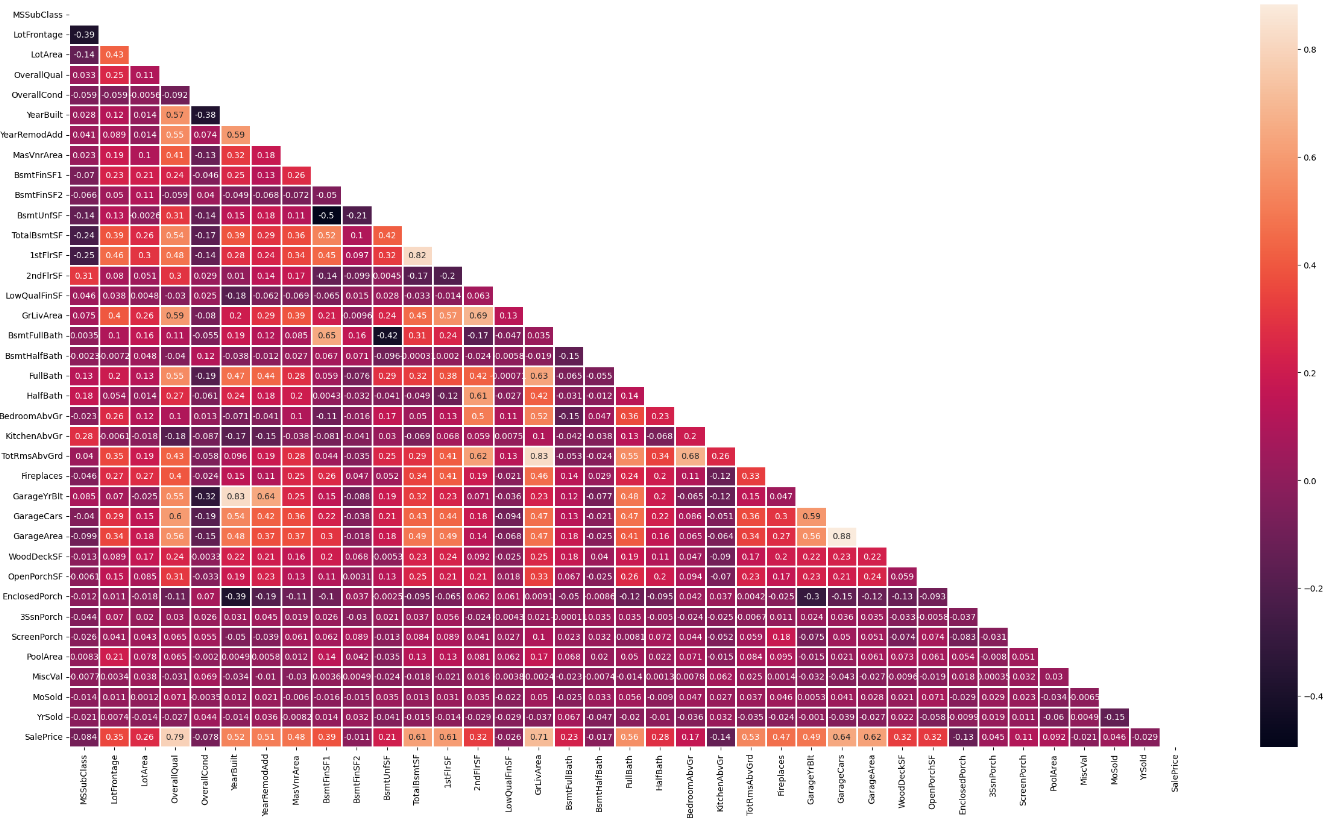 MSSubClass
LotFrontage -0.39
LotArea -0.14 0.43
OverallQual 0.033 0.25 0.11
OverallCond -0.059 -0.059 -0.0056 -0.092
YearBuilt 0.028 0.12 0.014 0.57 -0.38
YearRemodAdd 0.041 0.089 0.014 0.55 0.074 0.59
MasVnrArea 0.023 0.19 0.1 0.41 -0.13 0.32 0.18
BsmtFinSF1 -0.07 0.23 0.21 0.24 -0.046 0.25 0.13 0.26
BsmtFinSF2 -0.066 0.05 0.11 -0.059 0.04 -0.049 -0.068 -0.072 -0.05
BsmtUnfSF -0.14 0.13 -0.0026 0.31 -0.14 0.15 0.18 0.11 -0.5 -0.21
TotalBsmtSF -0.24 0.39 0.26 0.54 -0.17 0.39 0.29 0.36 0.52 0.1 0.42
1stFlrSF -0.25 0.46 0.3 0.48 -0.14 0.28 0.24 0.34 0.45 0.097 0.32 0.82
2ndFlrSF 0.31 0.08 0.051 0.3 0.029 0.01 0.14 0.17 -0.14 -0.099 0.0045 -0.17 -0.2
LowQualFinSF 0.046 0.038 0.0048 -0.03 0.025 -0.18 -0.062 -0.069 -0.065 0.015 0.028 -0.033 -0.014 0.063
GrLivArea 0.075 0.4 0.26 0.59 -0.08 0.2 0.29 0.39 0.21 0.0096 0.24 0.45 0.57 0.69 0.13
BsmtFullBath 0.0035 0.1 0.16 0.11 -0.055 0.19 0.12 0.085 0.65 0.16 -0.42 0.31 0.24 -0.17 -0.047 0.035
BsmtHalfBath -0.0023 -0.0072 0.048 -0.04 0.12 -0.038 -0.012 0.027 0.067 0.071 -0.096 -0.024 -0.0058 -0.019 -0.15
FullBath 0.13 0.2 0.13 0.55 -0.19 0.47 0.44 0.28 0.059 -0.076 0.29 0.32 0.38 0.42 0.63 -0.065 -0.055
HalfBath 0.18 0.054 0.014 0.27 -0.061 0.24 0.18 0.2 0.0043 -0.032 -0.041 -0.049 -0.12 0.61 -0.027 0.42 -0.031 -0.012 0.14
BedroomAbvGr -0.023 0.26 0.12 0.1 0.013 -0.071 -0.041 0.1 -0.11 -0.016 0.17 0.05 0.13 0.5 0.11 0.52 -0.15 0.047 0.36 0.23
KitchenAbvGr 0.28 0.0061 -0.018 -0.18 -0.087 -0.17 -0.15 -0.038 -0.081 -0.041 0.03 -0.069 0.068 0.059 0.0075 0.1 -0.042 -0.038 0.13 -0.068 0.2
TotRmsAbvGrd 0.04 0.35 0.19 0.43 -0.058 0.096 0.19 0.28 0.044 -0.035 0.25 0.29 0.41 0.62 0.13 0.83 -0.053 -0.024 0.55 0.34 0.68 0.26
Fireplaces -0.046 0.27 0.27 0.4 -0.024 0.15 0.11 0.25 0.26 0.047 0.052 0.34 0.41 0.19 -0.021 0.46 0.14 0.029 0.24 0.2 0.11 -0.12 0.33
GarageYrBlt 0.085 0.07 -0.025 0.55 -0.32 0.83 0.64 0.25 0.15 -0.088 0.19 0.32 0.23 0.071 -0.036 0.23 0.12 -0.077 0.48 0.22 -0.065 -0.12 0.15 0.047
GarageCars -0.04 0.29 0.15 0.6 -0.19 0.54 0.42 0.36 0.22 -0.038 0.21 0.43 0.44 0.23 -0.094 0.47 0.13 -0.021 0.47 0.22 0.086 -0.051 0.36 0.3 0.59
GarageArea -0.099 0.34 0.18 0.56 -0.15 0.48 0.37 0.37 0.3 -0.018 0.18 0.49 0.49 0.14 -0.068 0.47 0.18 -0.025 0.41 0.16 0.065 -0.064 0.34 0.27 0.56 0.88
WoodDeckSF -0.013 0.089 0.17 0.24 -0.0033 0.22 0.21 0.16 0.2 0.068 -0.0053 0.23 0.24 0.092 -0.025 0.25 0.18 0.04 0.19 0.11 0.047 -0.09 0.17 0.2 0.22 0.23 0.22
OpenPorchSF 0.0061 0.15 0.085 0.31 -0.033 0.19 0.23 0.13 0.11 0.0031 0.13 0.25 0.21 0.21 0.018 0.33 0.067 -0.025 0.26 0.2 0.094 -0.07 0.23 0.17 0.23 0.21 0.24 0.059
EnclosedPorch -0.012 0.011 -0.018 -0.11 0.07 -0.39 -0.19 -0.11 -0.1 0.037 -0.0025 -0.095 -0.065 0.062 0.061 0.0091 -0.05 -0.0086 -0.12 -0.095 0.042 0.037 0.0042 -0.025 -0.3 -0.15 -0.12 -0.13 -0.093
3SsnPorch -0.044 0.07 0.02 0.03 0.026 0.031 0.045 0.019 0.026 -0.03 0.021 0.037 0.056 -0.024 -0.0043 0.021 0.035 0.035 -0.024 -0.025 -0.0067 0.011 0.024 0.036 0.035 -0.033 -0.0058 -0.037
ScreenPorch -0.026 0.041 0.043 0.065 0.055 -0.05 -0.039 0.061 0.062 0.089 -0.013 0.084 0.089 0.041 0.027 0.1 0.023 0.032 -0.0081 0.072 0.044 -0.052 0.059 0.18 -0.075 0.05 0.051 -0.074 0.074 -0.083 -0.031
PoolArea 0.0083 0.21 0.078 0.065 -0.002 0.0049 0.0058 0.012 0.14 0.042 -0.035 0.13 0.13 0.081 0.062 0.17 0.068 0.02 0.05 0.022 0.071 -0.015 0.084 0.095 -0.015 0.021 0.061 0.073 0.061 0.054 -0.008 0.051
MiscVal -0.0077 0.0034 0.038 -0.031 0.069 -0.034 -0.01 -0.03 0.0036 0.0049 -0.024 -0.018 -0.021 0.016 -0.0038 -0.0024 -0.023 -0.0074 -0.014 0.0013 0.0078 0.062 0.025 0.0014 -0.032 -0.043 -0.027 -0.0096 -0.019 0.018 0.00035 0.032 0.03
MoSold -0.014 0.011 0.0012 0.071 -0.0035 0.012 0.021 -0.006 -0.016 -0.015 0.035 0.013 0.031 0.035 -0.022 0.05 -0.025 0.033 0.056 -0.009 0.047 0.027 0.037 0.046 0.0053 0.041 0.028 0.021 0.071 -0.029 0.029 0.023 -0.034 -0.0065
YrSold -0.021 0.0074 -0.014 -0.027 0.044 -0.014 0.036 -0.0082 0.014 0.032 -0.041 -0.015 -0.014 -0.029 -0.029 -0.037 0.067 -0.047 -0.02 -0.01 -0.036 0.032 -0.035 -0.024 -0.001 -0.039 -0.027 0.022 -0.058 -0.0099 0.019 0.011 -0.06 0.0049 -0.15
SalePrice -0.084 0.35 0.26 0.79 -0.078 0.52 0.51 0.48 0.39 -0.011 0.21 0.61 0.61 0.32 -0.026 0.71 0.23 -0.017 0.56 0.28 0.17 -0.14 0.53 0.47 0.49 0.64 0.62 0.32 0.32 -0.13 0.045 0.11 0.092 -0.021 0.046 -0.029
MSSubClass LotFrontage LotArea OverallQual OverallCond YearBuilt YearRemodAdd MasVnrArea BsmtFinSF1 BsmtFinSF2 BsmtUnfSF TotalBsmtSF 1stFlrSF 2ndFlrSF LowQualFinSF GrLivArea BsmtFullBath BsmtHalfBath FullBath HalfBath BedroomAbvGr KitchenAbvGr TotRmsAbvGrd Fireplaces GarageYrBlt GarageCars GarageArea WoodDeckSF OpenPorchSF EnclosedPorch 3SsnPorch ScreenPorch PoolArea MiscVal MoSold YrSold SalePrice
0.8
0.6
0.4
0.2
0.0
−0.2
−0.4